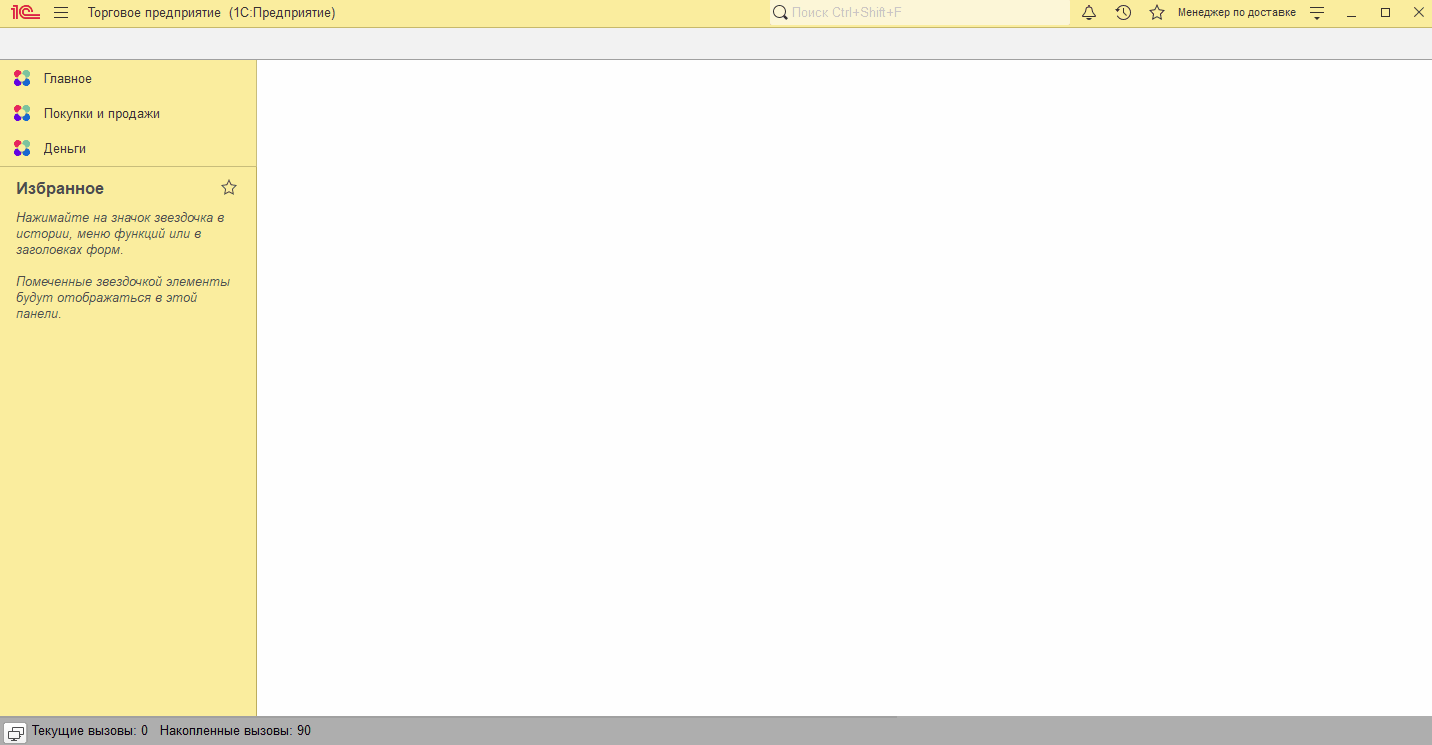 1С Торговое предприятие (1С:Предприятие) Поиск Ctrl+Shift+F Менеджер по доставке
Главное
Покупки и продажи
Деньги
Избранное
Нажимайте на значок звездочка в
истории, меню функций или в
заголовках форм.
Помеченные звездочкой элементы
будут отображаться в этой
панели.
Текущие вызовы: 0 Накопленные вызовы: 90